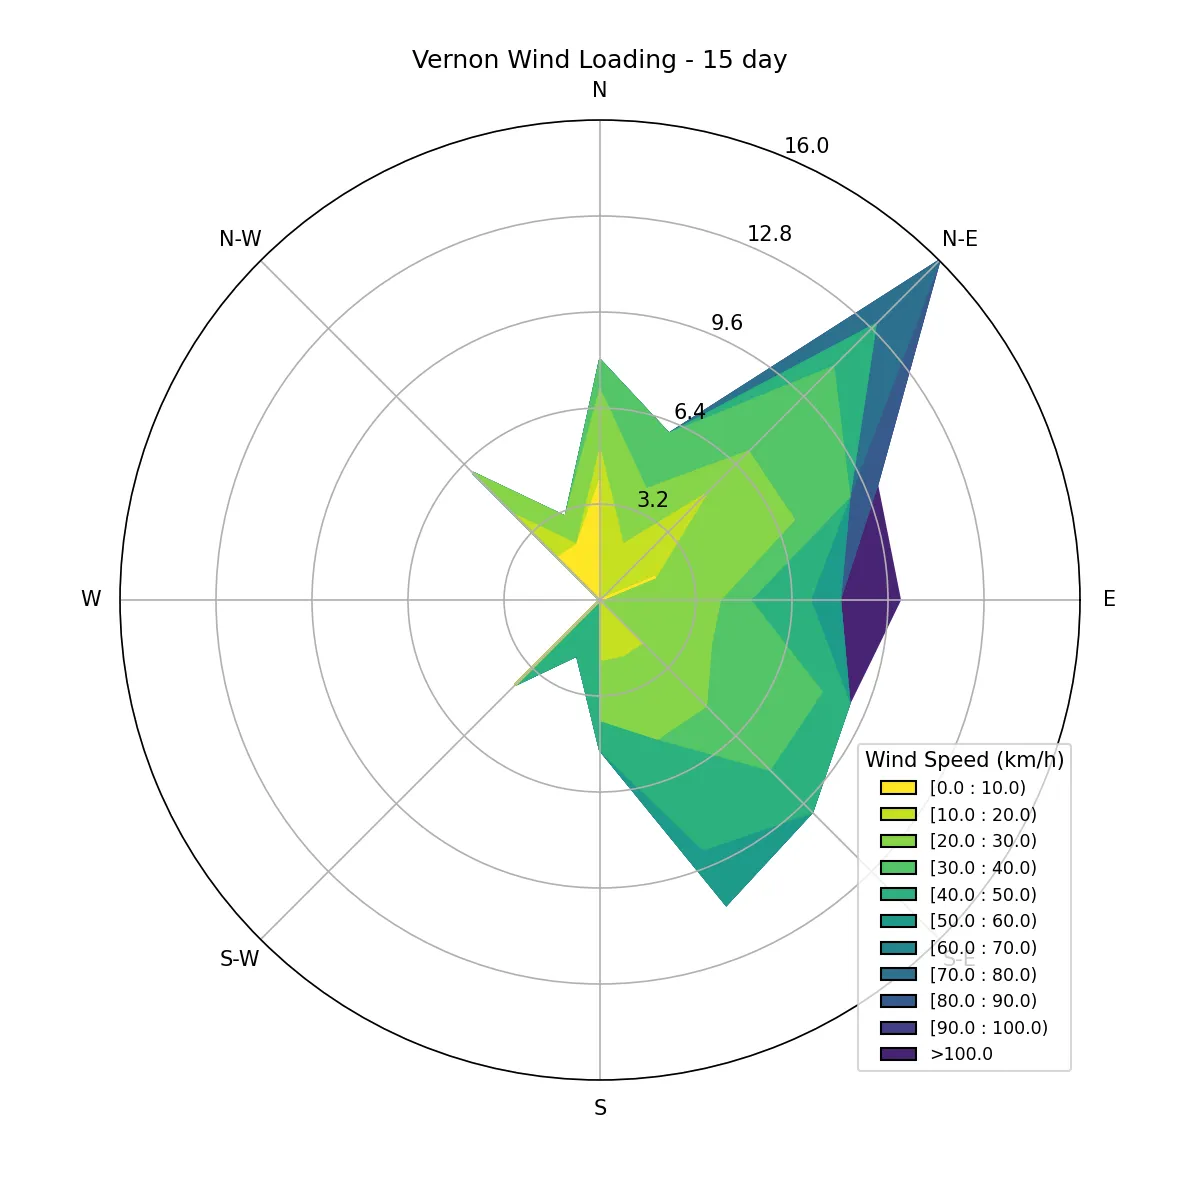 Vernon Wind Loading - 15 day
N
16.0
12.8
N-W
N-E
9.6
6.4
3.2
W
E
Wind Speed (km/h)
[0.0 : 10.0)
[10.0 : 20.0)
[20.0 : 30.0)
[30.0 : 40.0)
[40.0 : 50.0)
[50.0 : 60.0)
[60.0 : 70.0)
[70.0 : 80.0)
[80.0 : 90.0)
[90.0 : 100.0)
>100.0
S-W
S-E
S